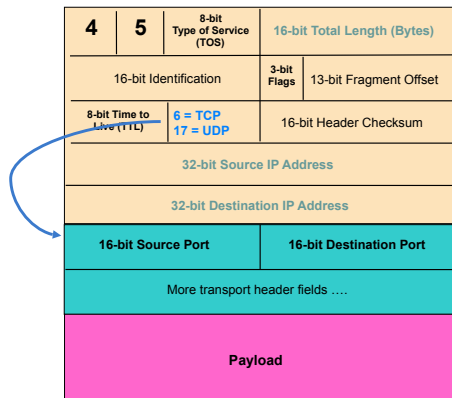 4
5
8-bit
Type of Service
(TOS)
16-bit Total Length (Bytes)
16-bit Identification
3-bit
Flags
13-bit Fragment Offset
8-bit Time to
Live (TTL)
6 = TCP
17 = UDP
16-bit Header Checksum
32-bit Source IP Address
32-bit Destination IP Address
16-bit Source Port
16-bit Destination Port
More transport header fields ....
Payload